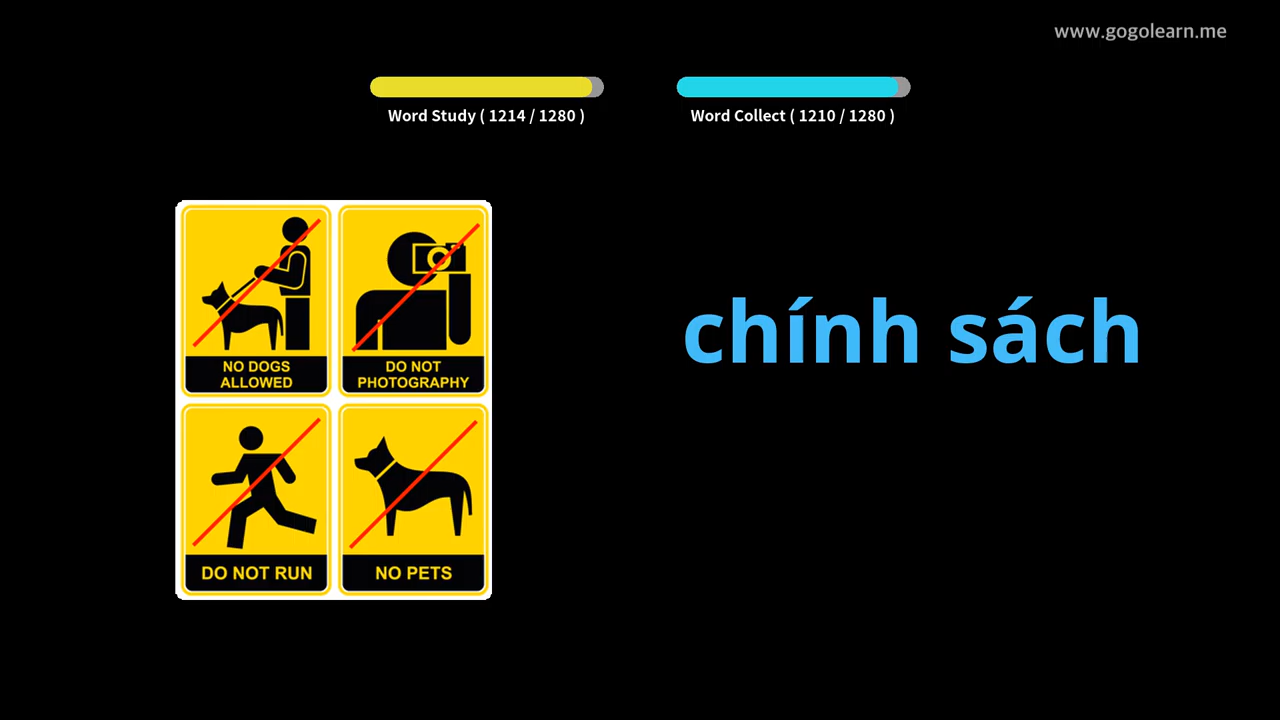 www.gogolearn.me
Word Study ( 1214 / 1280 )
Word Collect ( 1210 / 1280 )
NO DOGS
ALLOWED
DO NOT
PHOTOGRAPHY
chính sách
DO NOT RUN
NO PETS